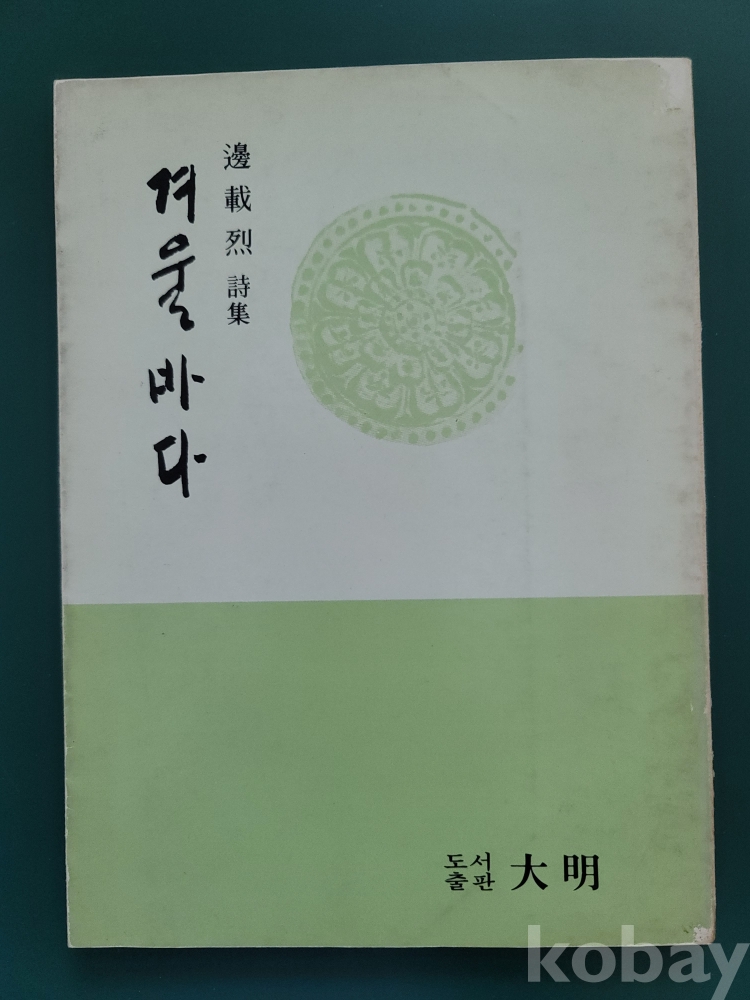 邊載烈 詩集
겨울바다
도서출판 大明
kobay